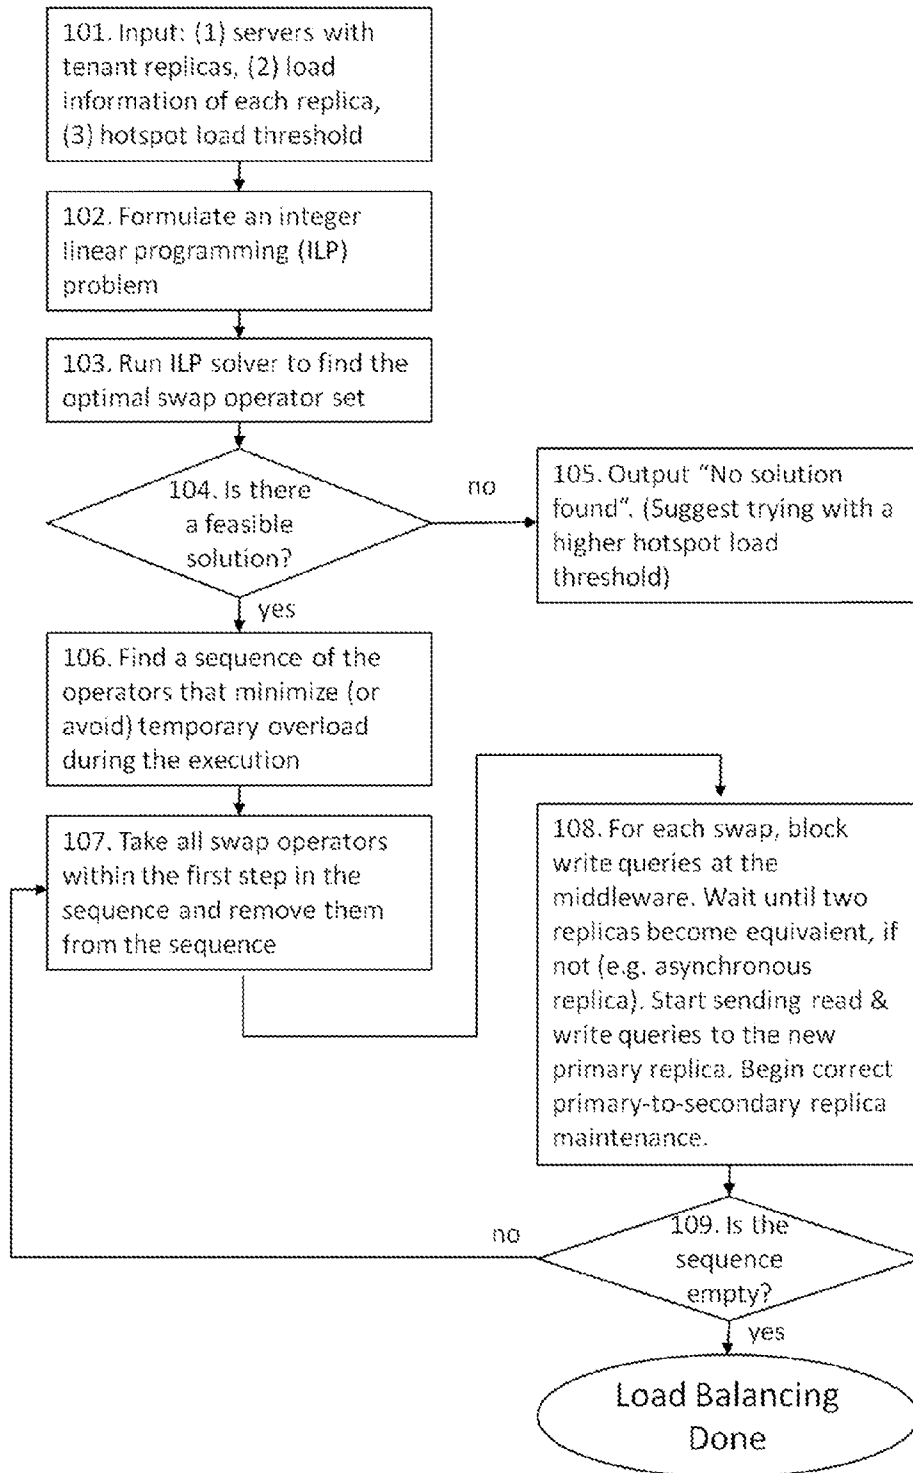 101. Input: (1) servers with
tenant replicas, (2) load
information of each replica,
(3) hotspot load threshold
102. Formulate an integer
linear programming (ILP)
problem
103. Run ILP solver to find the
optimal swap operator set
104. Is there
a feasible
solution?
no
105. Output “No solution
found“. (Suggest trying with a
higher hotspot load
threshold)
yes
106. Find a sequence of the
operators that minimize (or
avoid) temporary overload
during the execution
107. Take all swap operators
within the first step in the
sequence and remove them
from the sequence
108. For each swap, block
write queries at the
middleware. Wait until two
replicas become equivalent, if
not (e.g. asynchronous
replica). Start sending read &
write queries to the new
primary replica. Begin correct
primary-to-secondary replica
maintenance.
109. Is the
sequence
empty?
no
yes
Load Balancing
Done